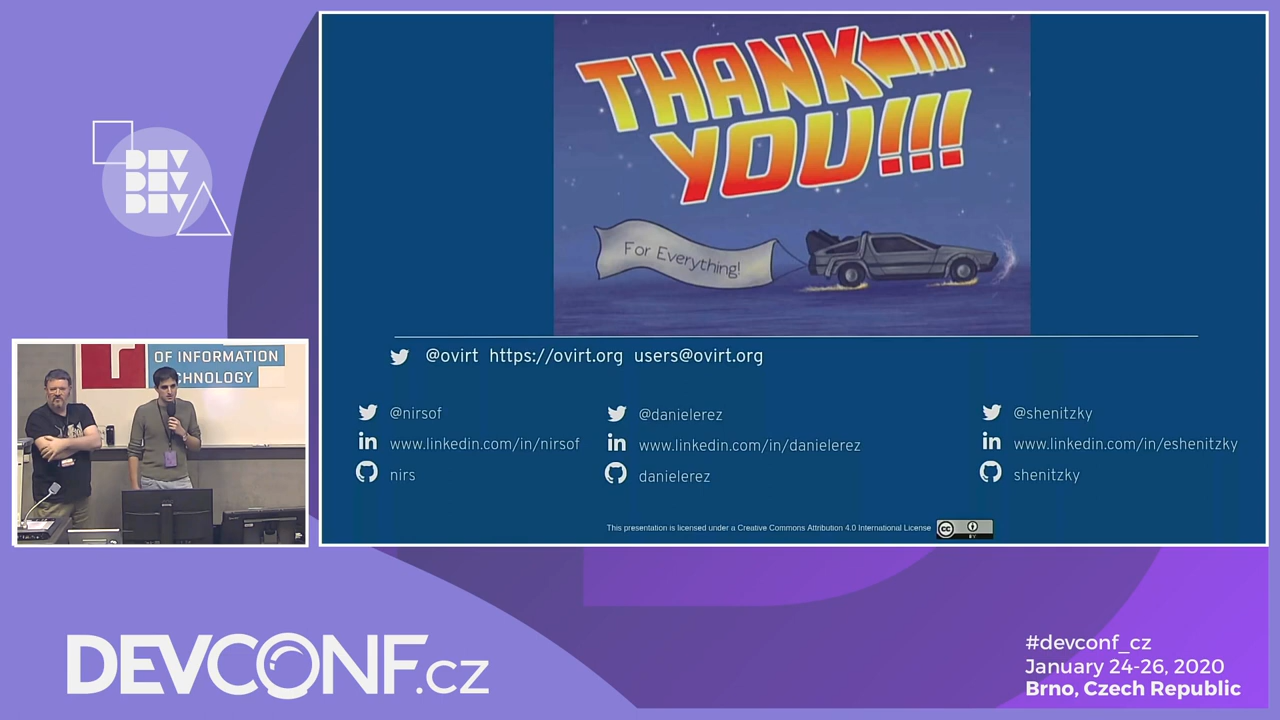 DEV
DEV
DEV
THANK
YOU!!!
For Everything!
@ovirt https://ovirt.org users@ovirt.org
@nirsof
www.linkedin.com/in/nirsof
nirs
@danielerez
www.linkedin.com/in/danielerez
danielerez
@shenitzky
www.linkedin.com/in/eshenitzky
shenitzky
This presentation is licensed under a Creative Commons Attribution 4.0 International License
cc
BY
OF INFORMATION
CHNOLOGY
DEVCONF.cz
#devconf_cz
January 24-26, 2020
Brno, Czech Republic